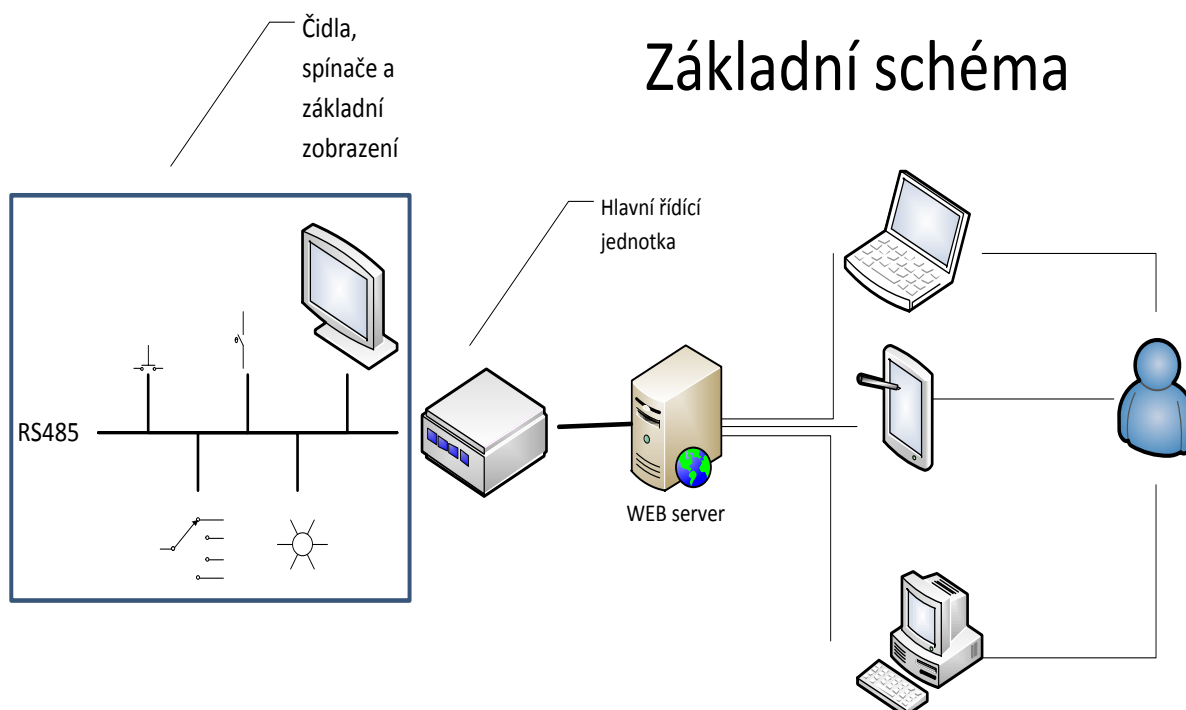 Základní schéma
Čidla,
spínače a
základní
zobrazení
Hlavní řídící
jednotka
RS485
WEB server